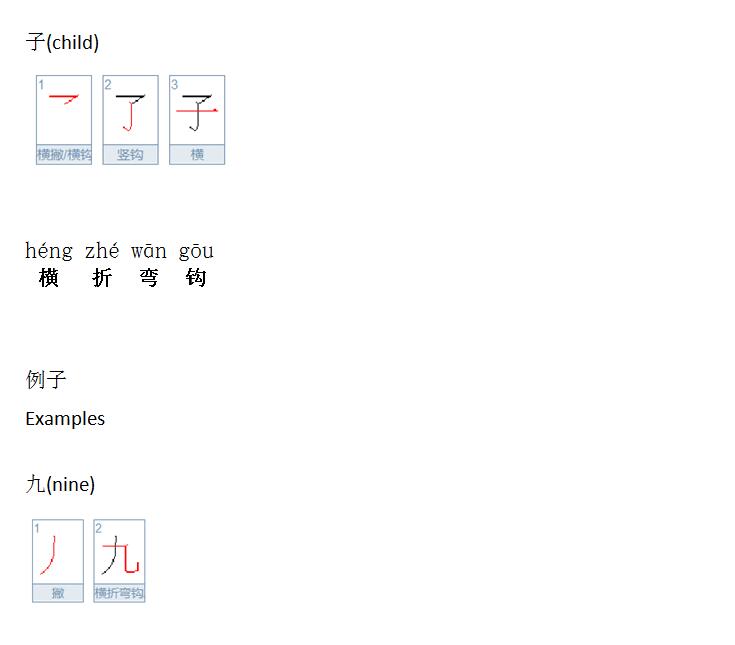 子(child)
1 2 3
横撇/横钩 竖钩 横
héng zhé wān gōu
横 折 弯 钩
例子
Examples
九(nine)
1 2
撇 横折弯钩